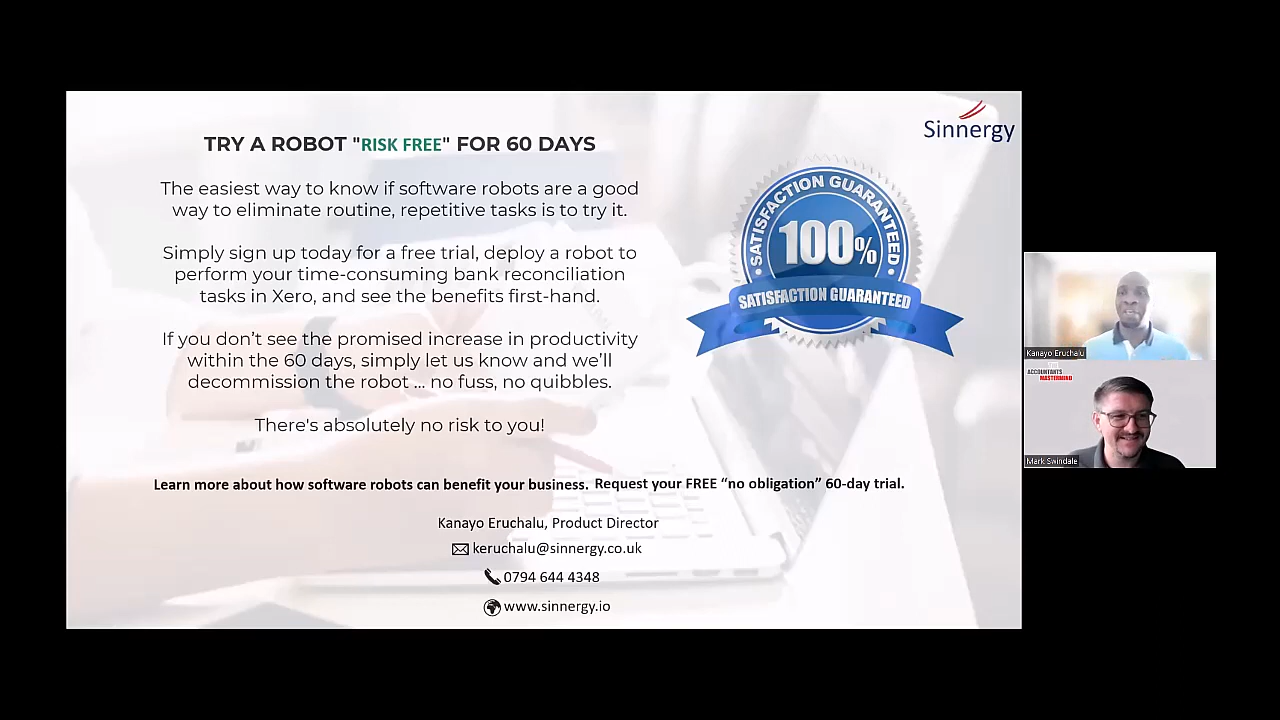 Sinnergy
TRY A ROBOT "RISK FREE" FOR 60 DAYS
The easiest way to know if software robots are a good
way to eliminate routine, repetitive tasks is to try it.
Simply sign up today for a free trial, deploy a robot to
perform your time-consuming bank reconciliation
tasks in Xero, and see the benefits first-hand.
If you don’t see the promised increase in productivity
within the 60 days, simply let us know and we’ll
decommission the robot ... no fuss, no quibbles.
There's absolutely no risk to you!
SATISFACTION GUARANTEED
100%
SATISFACTION GUARANTEED
Learn more about how software robots can benefit your business. Request your FREE “no obligation” 60-day trial.
Kanayo Eruchalu, Product Director
keruchalu@sinnergy.co.uk
0794 644 4348
www.sinnergy.io
Kanayo Eruchalu
ACCOUNTANTS
MASTERMIND
Mark Swindale